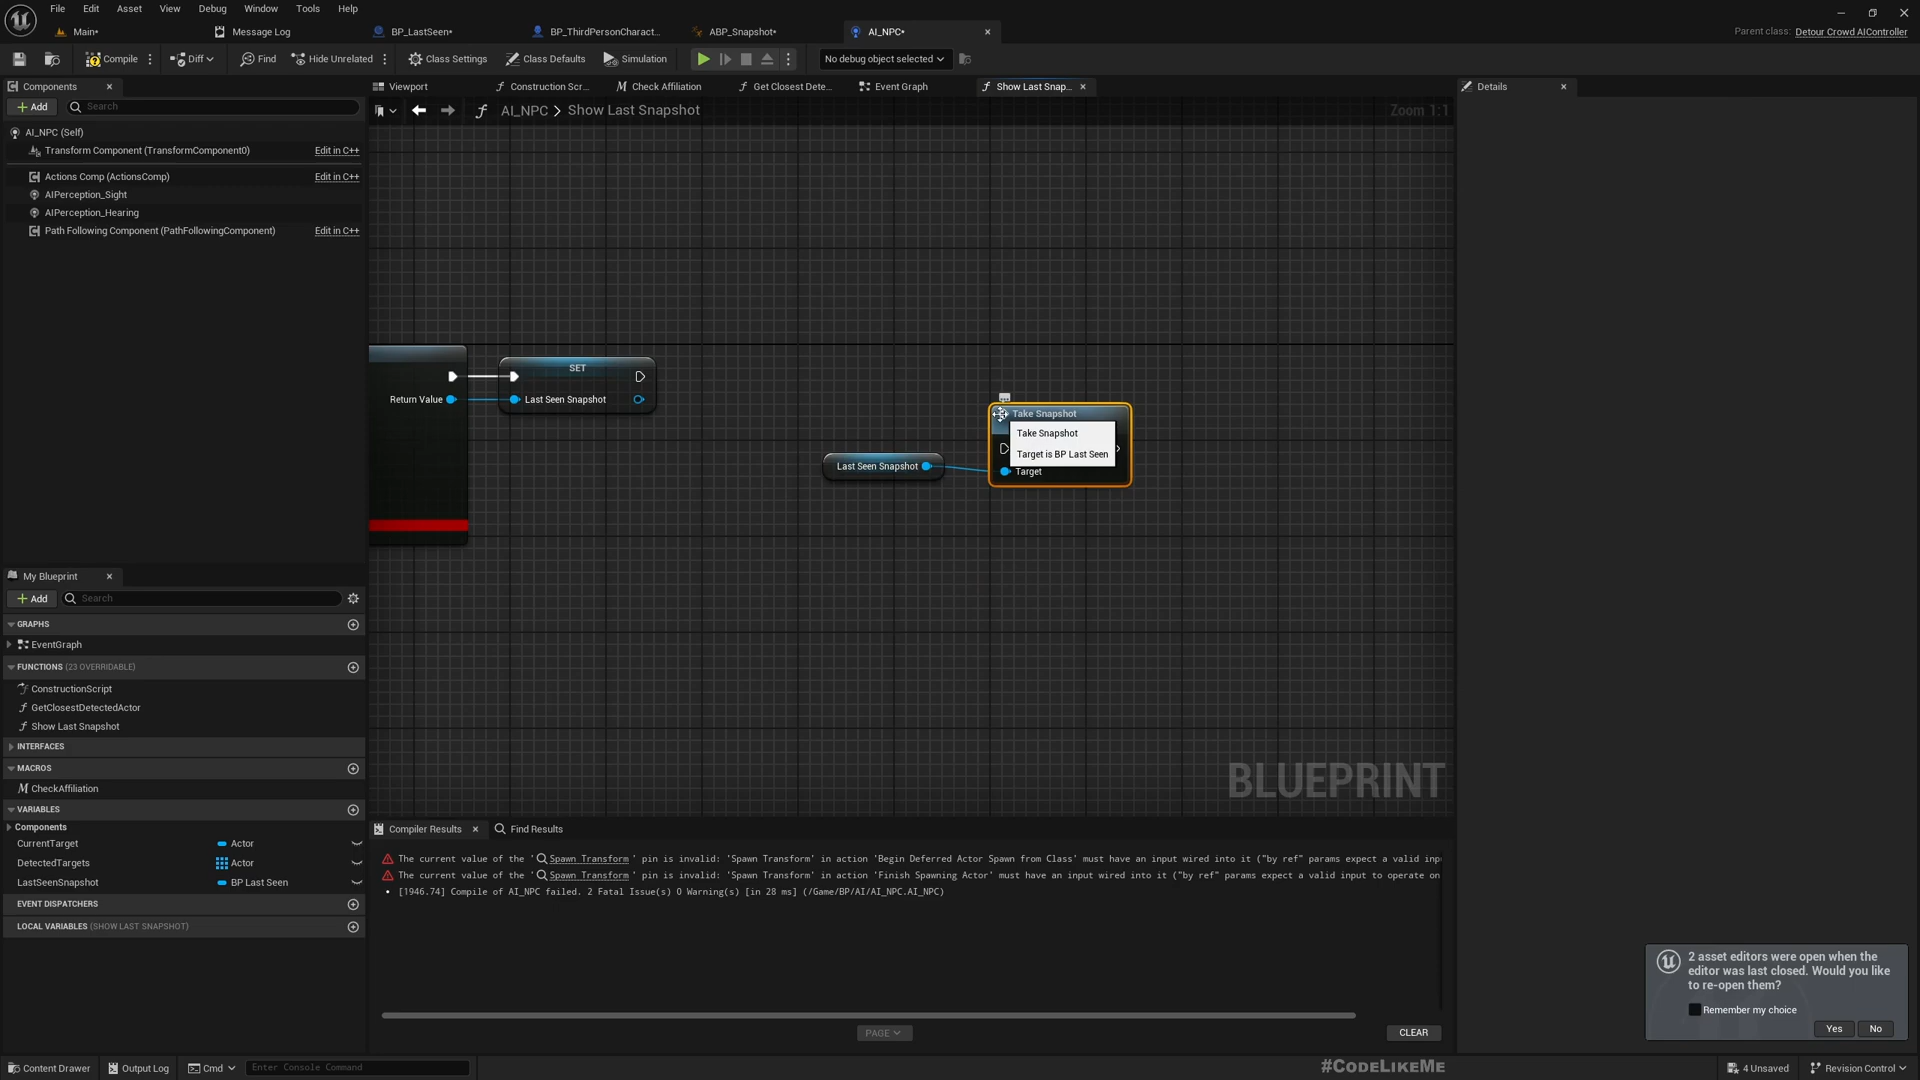 File Edit Asset View Window Debug Tools Help
Main* Message Log BP_LastSeen* BP_ThirdPersonCharact... ABP_Snapshot* AI_NPC* Parent class: Detour Crowd AIController
Compile Diff Find Hide Unrelated Class Settings Class Defaults Simulation No debug object selected
Components Viewport Construction Scr... Check Affiliation Get Closest Dete... Event Graph Show Last Snap... Details
Add Search AI_NPC > Show Last Snapshot Zoom 1:1
AI_NPC (Self)
Transform Component (TransformComponent0) Edit in C++
Actions Comp (ActionsComp) Edit in C++
AIPerception_Sight
AIPerception_Hearing
Path Following Component (PathFollowingComponent) Edit in C++
SET
Return Value Last Seen Snapshot
Take Snapshot
Take Snapshot
Target is BP Last Seen
Last Seen Snapshot Target
My Blueprint
Add Search
GRAPHS
EventGraph
FUNCTIONS (23 OVERRIDABLE)
ConstructionScript
GetClosestDetectedActor
Show Last Snapshot
INTERFACES
MACROS
CheckAffiliation
VARIABLES
Components
CurrentTarget Actor
DetectedTargets Actor
LastSeenSnapshot BP Last Seen
EVENT DISPATCHERS
LOCAL VARIABLES (SHOW LAST SNAPSHOT)
BLUEPRINT
Compiler Results Find Results
The current value of the ' Spawn Transform ' pin is invalid: 'Spawn Transform' in action 'Begin Deferred Actor Spawn from Class' must have an input wired into it ("by ref" params expect a valid inp
The current value of the ' Spawn Transform ' pin is invalid: 'Spawn Transform' in action 'Finish Spawning Actor' must have an input wired into it ("by ref" params expect a valid input to operate on
[1946.74] Compile of AI_NPC failed. 2 Fatal Issue(s) 0 Warning(s) [in 28 ms] (/Game/BP/AI/AI_NPC.AI_NPC)
PAGE CLEAR
2 asset editors were open when the
editor was last closed. Would you like
to re-open them?
Remember my choice
Yes No
Content Drawer Output Log Cmd Enter Console Command #CODELIKEME 4 Unsaved Revision Control